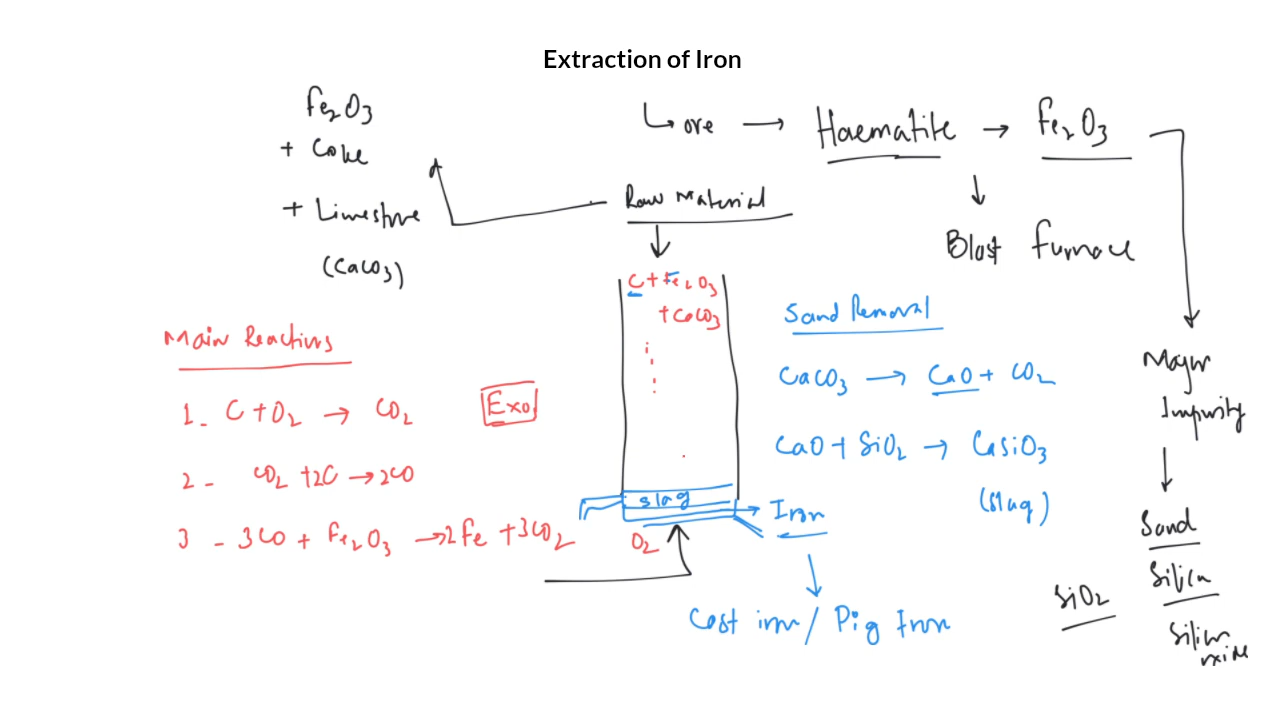 Extraction of Iron
↳ ore → Haematite → Fe₂O₃
Blast Furnace
Major
Impurity
Sand
Silica
Silicon
oxide
SiO₂
Raw Material
Fe₂O₃
+ Coke
+ Limestone
(CaCO₃)
C + Fe₂O₃
+ CaCO₃
slag
O₂
Iron
Cast iron / Pig Iron
Main Reactions
1 - C + O₂ → CO₂
Exo
2 - CO₂ + 2C → 2CO
3 - 3CO + Fe₂O₃ → 2Fe + 3CO₂
Sand Removal
CaCO₃ → CaO + CO₂
CaO + SiO₂ → CaSiO₃
(slag)